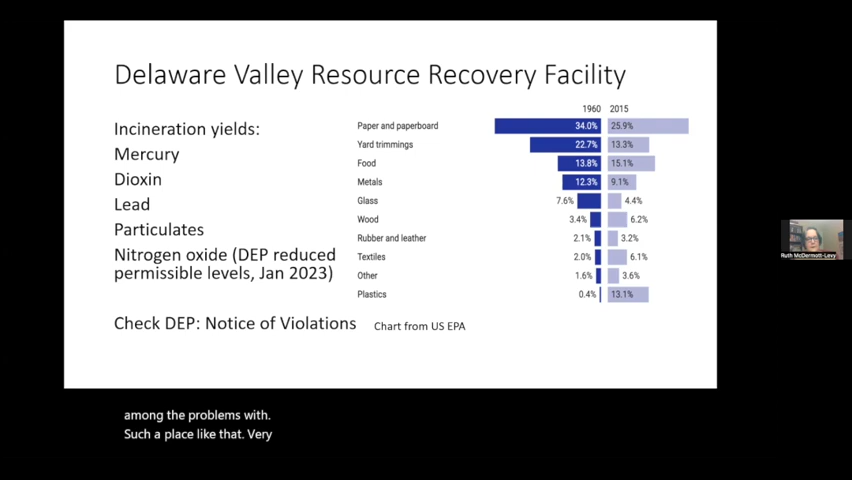 Delaware Valley Resource Recovery Facility
Incineration yields:
Mercury
Dioxin
Lead
Particulates
Nitrogen oxide (DEP reduced
permissible levels, Jan 2023)
Check DEP: Notice of Violations
1960 2015
Paper and paperboard 34.0% 25.9%
Yard trimmings 22.7% 13.3%
Food 13.8% 15.1%
Metals 12.3% 9.1%
Glass 7.6% 4.4%
Wood 3.4% 6.2%
Rubber and leather 2.1% 3.2%
Textiles 2.0% 6.1%
Other 1.6% 3.6%
Plastics 0.4% 13.1%
Chart from US EPA
Ruth McDermott-Levy
among the problems with.
Such a place like that. Very